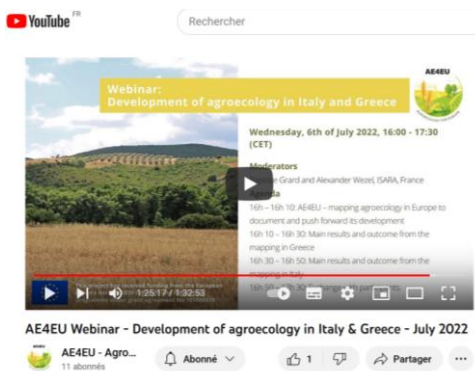 YouTube FR
Rechercher
AE4EU
Webinar:
Development of agroecology in Italy and Greece
Wednesday, 6th of July 2022, 16:00 - 17:30
(CET)
Moderators
Grard and Alexander Wezel, ISARA, France
Agenda
16h – 16h 10: AE4EU – mapping agroecology in Europe to
document and push forward its development
16h 10 – 16h 30: Main results and outcome from the
mapping in Greece
16h 30 – 16h 50: Main results and outcome from the
mapping in Italy
1:25:17 / 1:32:53
AE4EU Webinar - Development of agroecology in Italy & Greece - July 2022
AE4EU - Agro...
11 abonnés
Abonné
1
Partager